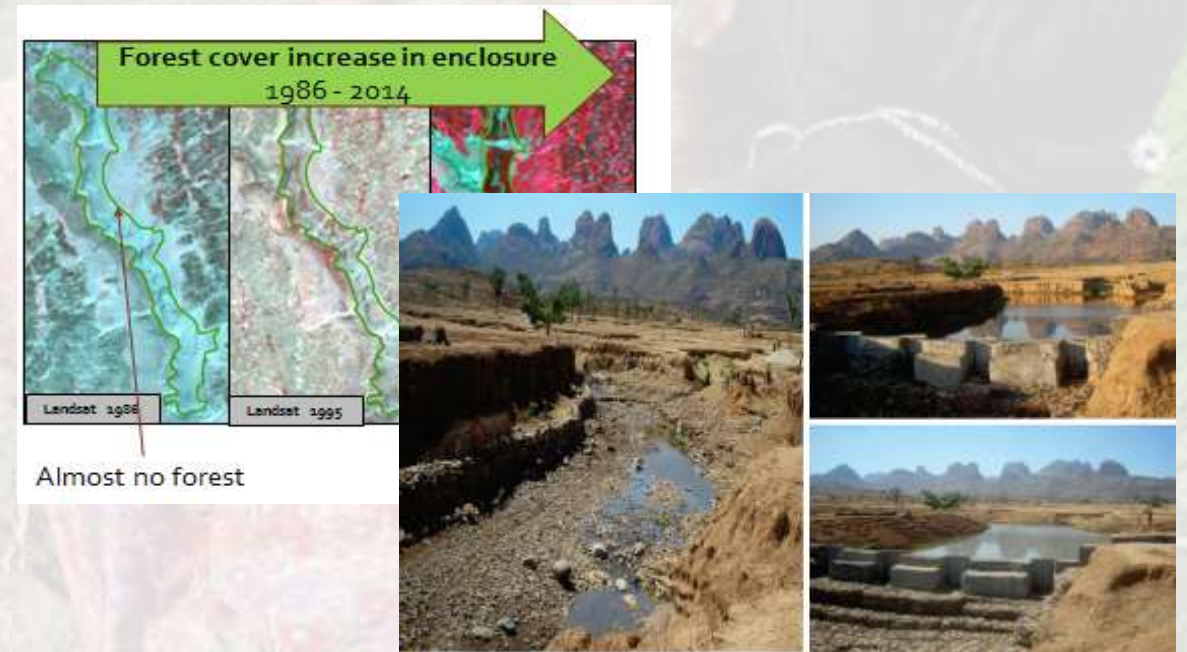 Forest cover increase in enclosure
1986 - 2014
Landsat 1986
Landsat 1995
Almost no forest